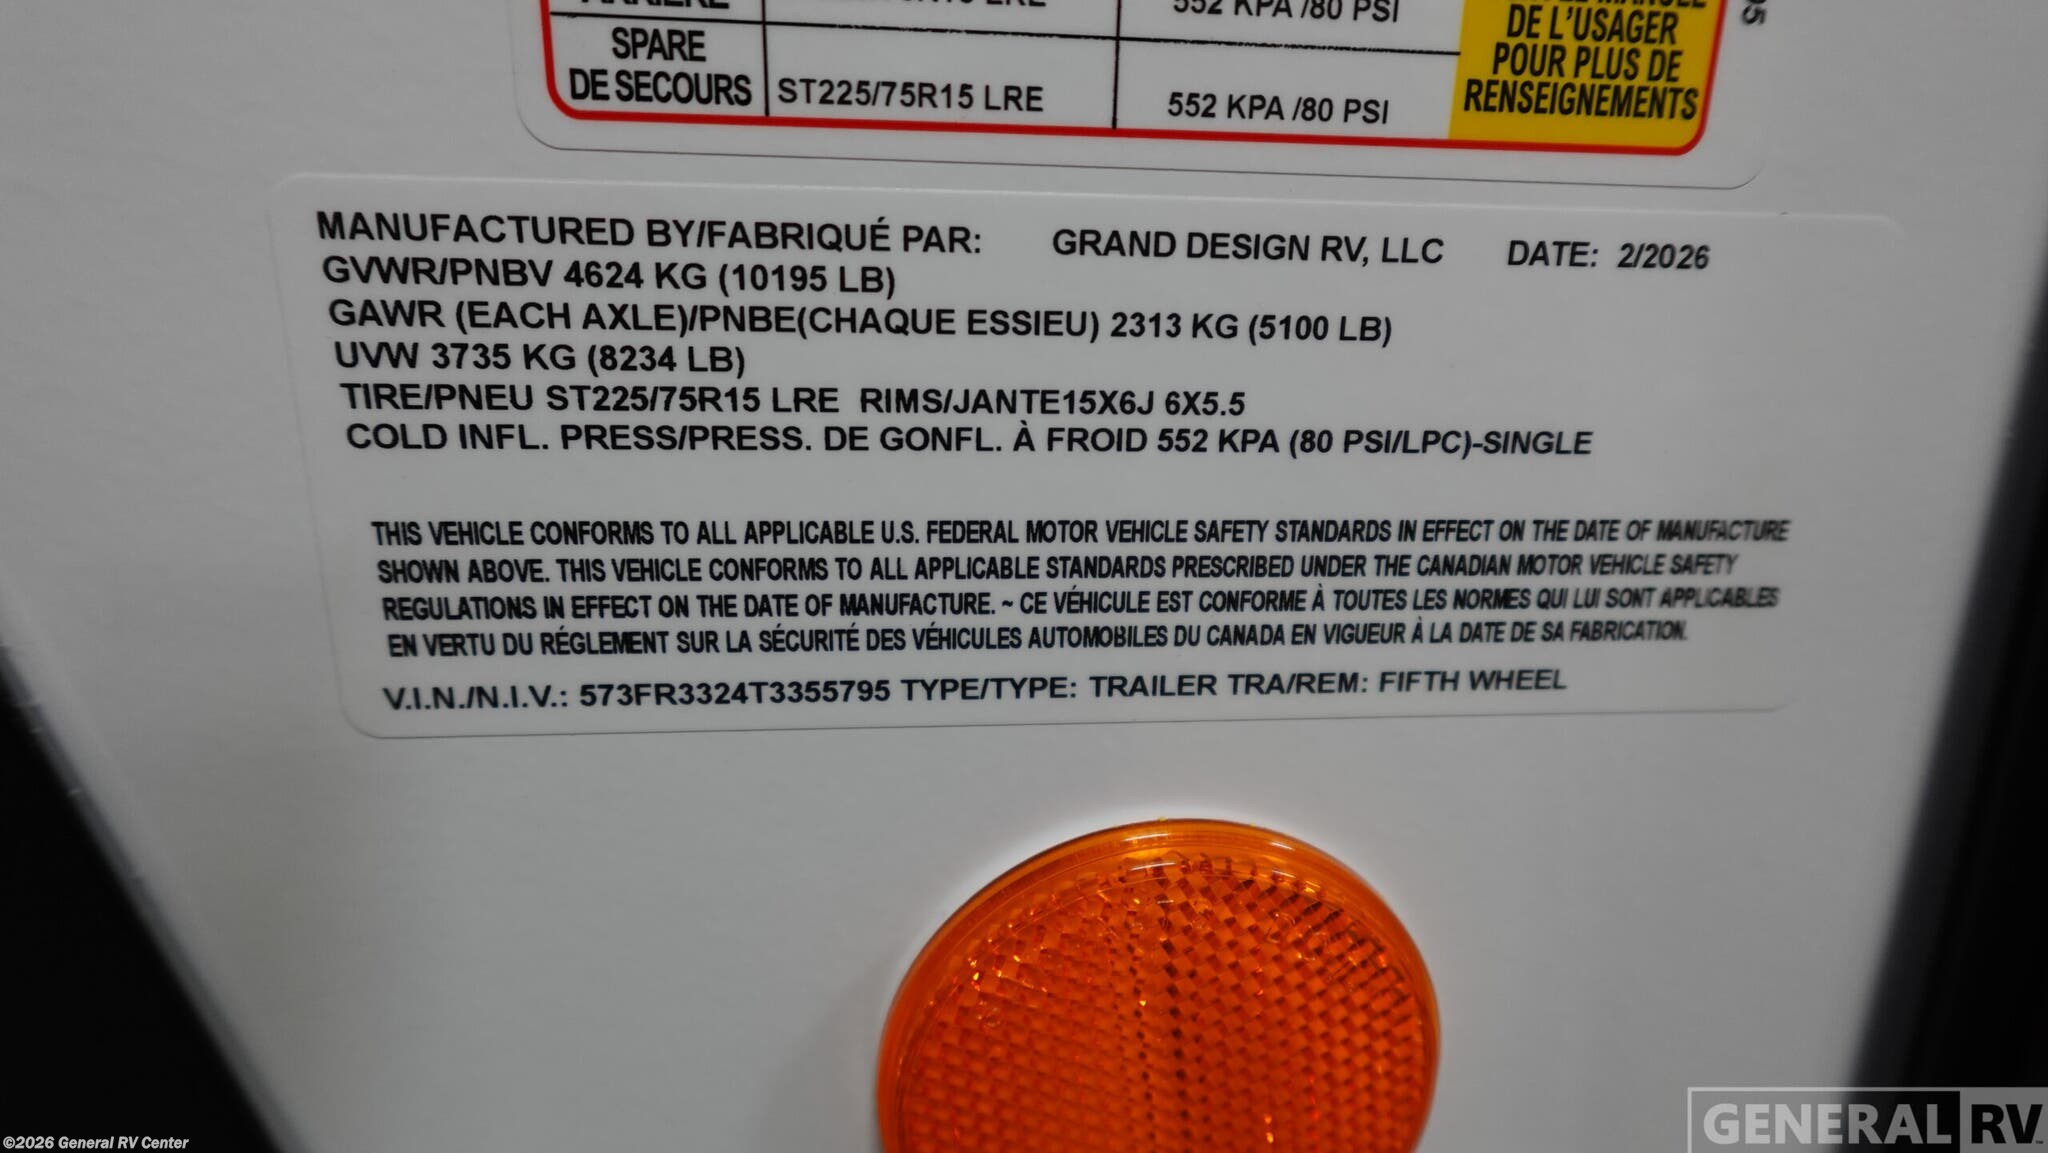 552 KPA /80 PSI
DE L'USAGER
POUR PLUS DE
RENSEIGNEMENTS
SPARE
DE SECOURS
ST225/75R15 LRE
552 KPA /80 PSI
MANUFACTURED BY/FABRIQUÉ PAR: GRAND DESIGN RV, LLC DATE: 2/2026
GVWR/PNBV 4624 KG (10195 LB)
GAWR (EACH AXLE)/PNBE(CHAQUE ESSIEU) 2313 KG (5100 LB)
UVW 3735 KG (8234 LB)
TIRE/PNEU ST225/75R15 LRE RIMS/JANTE15X6J 6X5.5
COLD INFL. PRESS/PRESS. DE GONFL. À FROID 552 KPA (80 PSI/LPC)-SINGLE
THIS VEHICLE CONFORMS TO ALL APPLICABLE U.S. FEDERAL MOTOR VEHICLE SAFETY STANDARDS IN EFFECT ON THE DATE OF MANUFACTURE
SHOWN ABOVE. THIS VEHICLE CONFORMS TO ALL APPLICABLE STANDARDS PRESCRIBED UNDER THE CANADIAN MOTOR VEHICLE SAFETY
REGULATIONS IN EFFECT ON THE DATE OF MANUFACTURE. ~ CE VÉHICULE EST CONFORME À TOUTES LES NORMES QUI LUI SONT APPLICABLES
EN VERTU DU RÉGLEMENT SUR LA SÉCURITÉ DES VÉHICULES AUTOMOBILES DU CANADA EN VIGUEUR À LA DATE DE SA FABRICATION.
V.I.N./N.I.V.: 573FR3324T3355795 TYPE/TYPE: TRAILER TRA/REM: FIFTH WHEEL
GENERAL RV
©2026 General RV Center